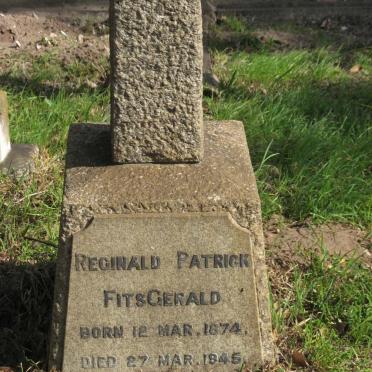 REGINALD PATRICK
FITSGERALD
BORN 12 MAR. 1874.
DIED 27 MAR. 1945.